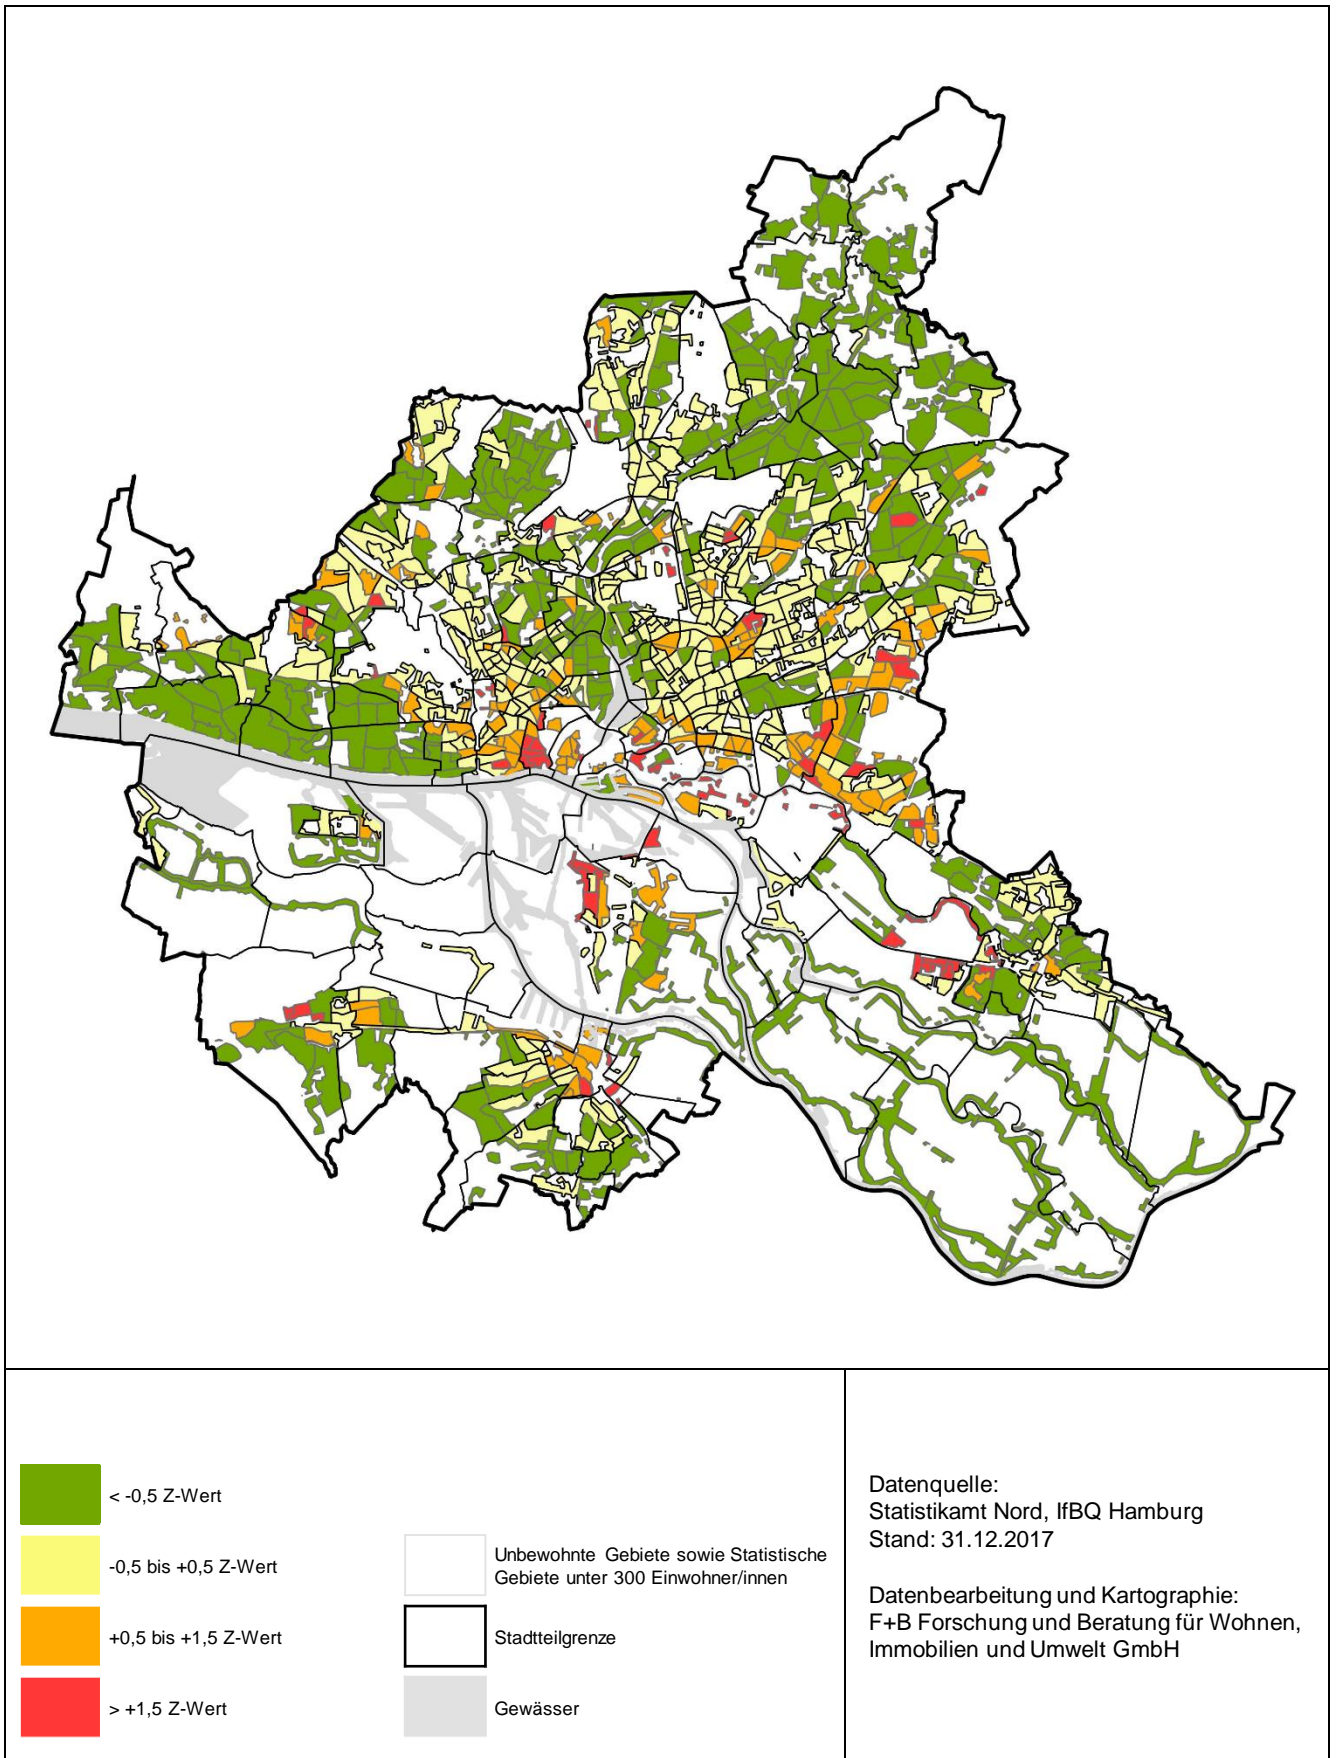 < -0,5 Z-Wert
-0,5 bis +0,5 Z-Wert
+0,5 bis +1,5 Z-Wert
> +1,5 Z-Wert
Unbewohnte Gebiete sowie Statistische
Gebiete unter 300 Einwohner/innen
Stadtteilgrenze
Gewässer
Datenquelle:
Statistikamt Nord, IfBQ Hamburg
Stand: 31.12.2017
Datenbearbeitung und Kartographie:
F+B Forschung und Beratung für Wohnen,
Immobilien und Umwelt GmbH